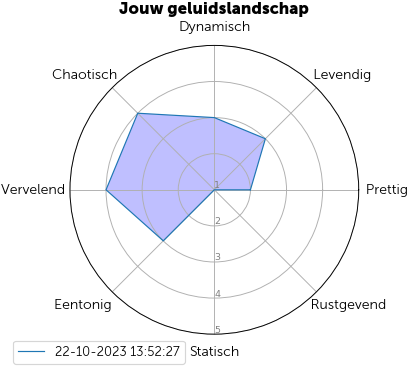 Jouw geluidslandschap
Dynamisch
Chaotisch
Levendig
Vervelend
1
Prettig
2
3
Eentonig
4
Rustgevend
5
22-10-2023 13:52:27
Statisch